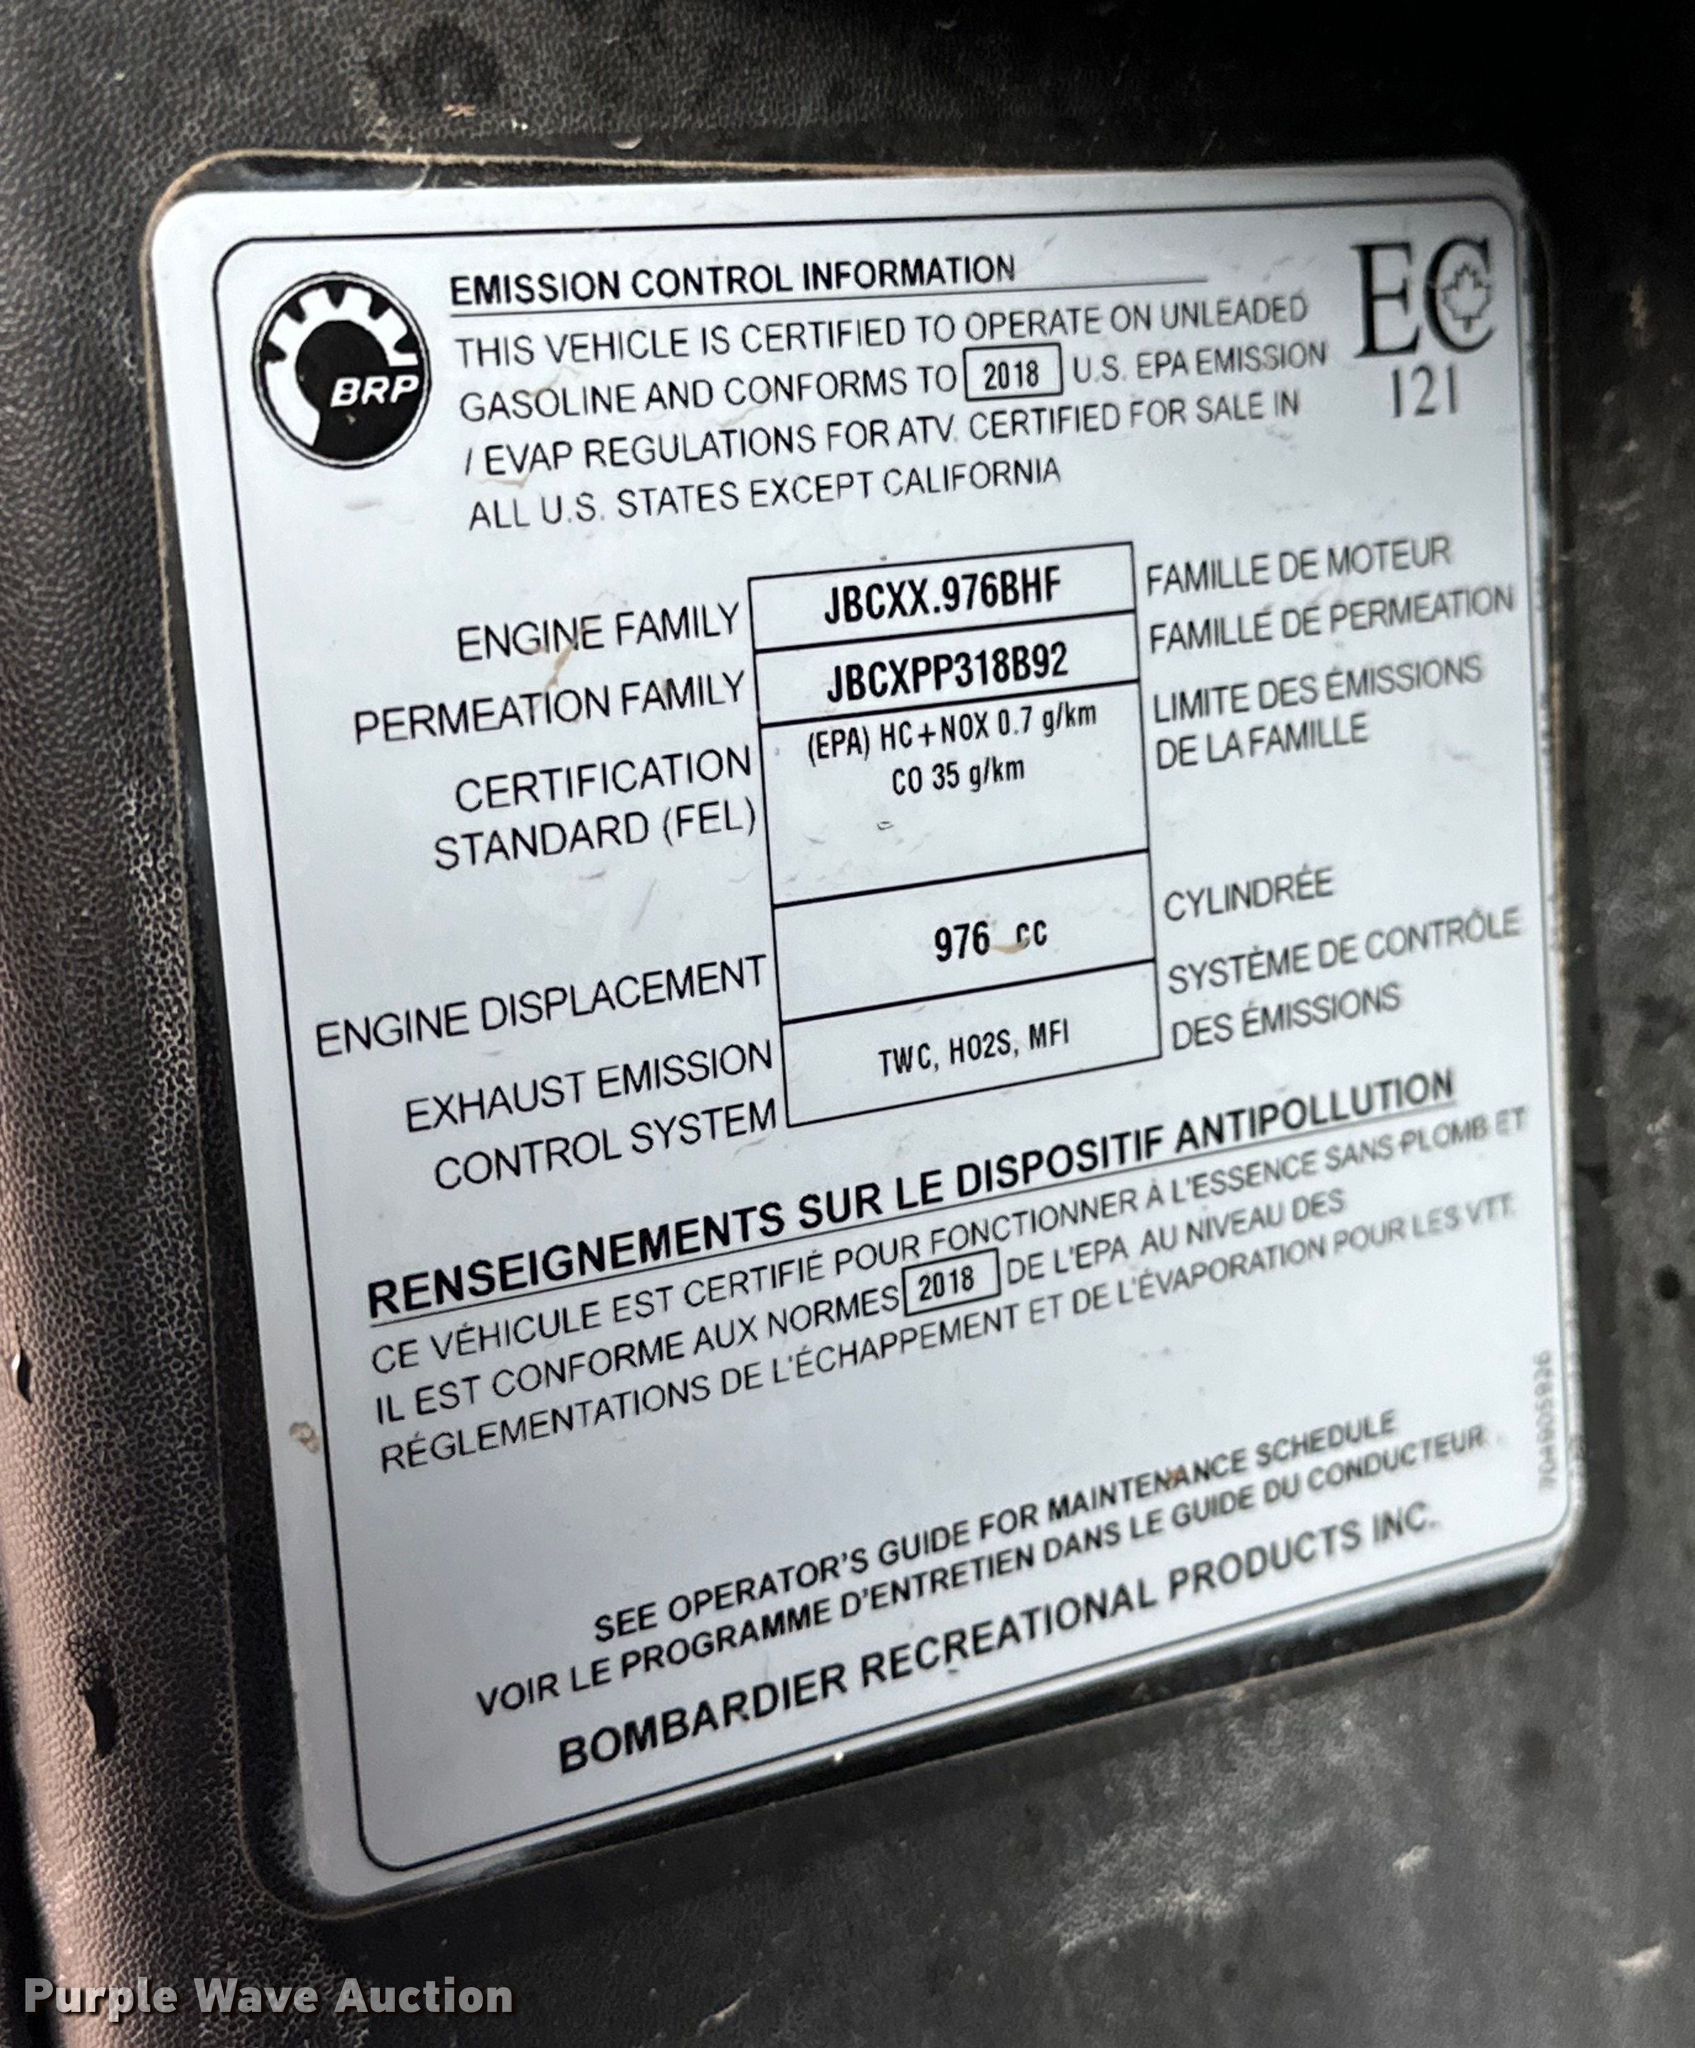 BRP
EMISSION CONTROL INFORMATION
THIS VEHICLE IS CERTIFIED TO OPERATE ON UNLEADED
GASOLINE AND CONFORMS TO 2018 U.S. EPA EMISSION
/ EVAP REGULATIONS FOR ATV. CERTIFIED FOR SALE IN
ALL U.S. STATES EXCEPT CALIFORNIA
EC
121
ENGINE FAMILY JBCXX.976BHF FAMILLE DE MOTEUR
PERMEATION FAMILY JBCXPP318B92 FAMILLE DE PERMEATION
CERTIFICATION (EPA) HC+NOX 0.7 g/km LIMITE DES ÉMISSIONS
STANDARD (FEL) CO 35 g/km DE LA FAMILLE
ENGINE DISPLACEMENT 976 cc CYLINDRÉE
EXHAUST EMISSION TWC, HO2S, MFI SYSTÈME DE CONTRÔLE
CONTROL SYSTEM DES ÉMISSIONS
RENSEIGNEMENTS SUR LE DISPOSITIF ANTIPOLLUTION
CE VÉHICULE EST CERTIFIÉ POUR FONCTIONNER À L'ESSENCE SANS PLOMB ET
IL EST CONFORME AUX NORMES 2018 DE L'EPA AU NIVEAU DES
RÉGLEMENTATIONS DE L'ÉCHAPPEMENT ET DE L'ÉVAPORATION POUR LES VTT.
SEE OPERATOR'S GUIDE FOR MAINTENANCE SCHEDULE
VOIR LE PROGRAMME D'ENTRETIEN DANS LE GUIDE DU CONDUCTEUR.
BOMBARDIER RECREATIONAL PRODUCTS INC.
Purple Wave Auction